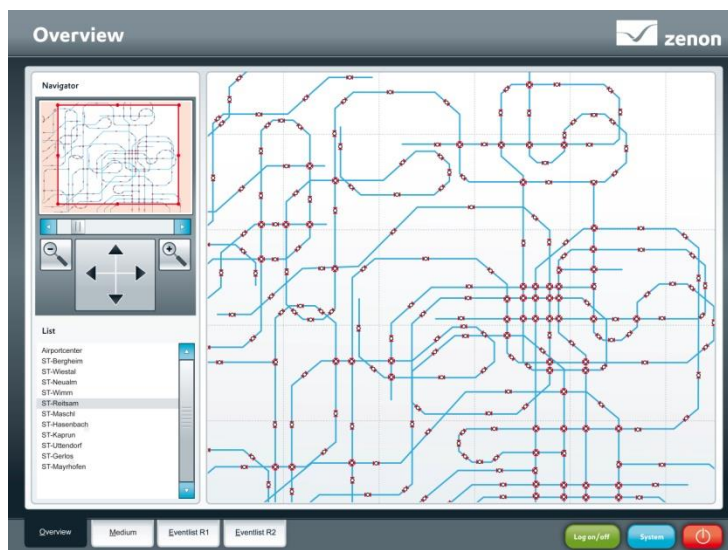 Overview
zenon
Navigator
List
Airportcenter
ST-Bergheim
ST-Wiestal
ST-Neualm
ST-Wimm
ST-Reitsam
ST-Maschl
ST-Hasenbach
ST-Kaprun
ST-Uttendorf
ST-Gerlos
ST-Mayrhofen
Overview
Medium
Eventlist R1
Eventlist R2
Log on/off
System